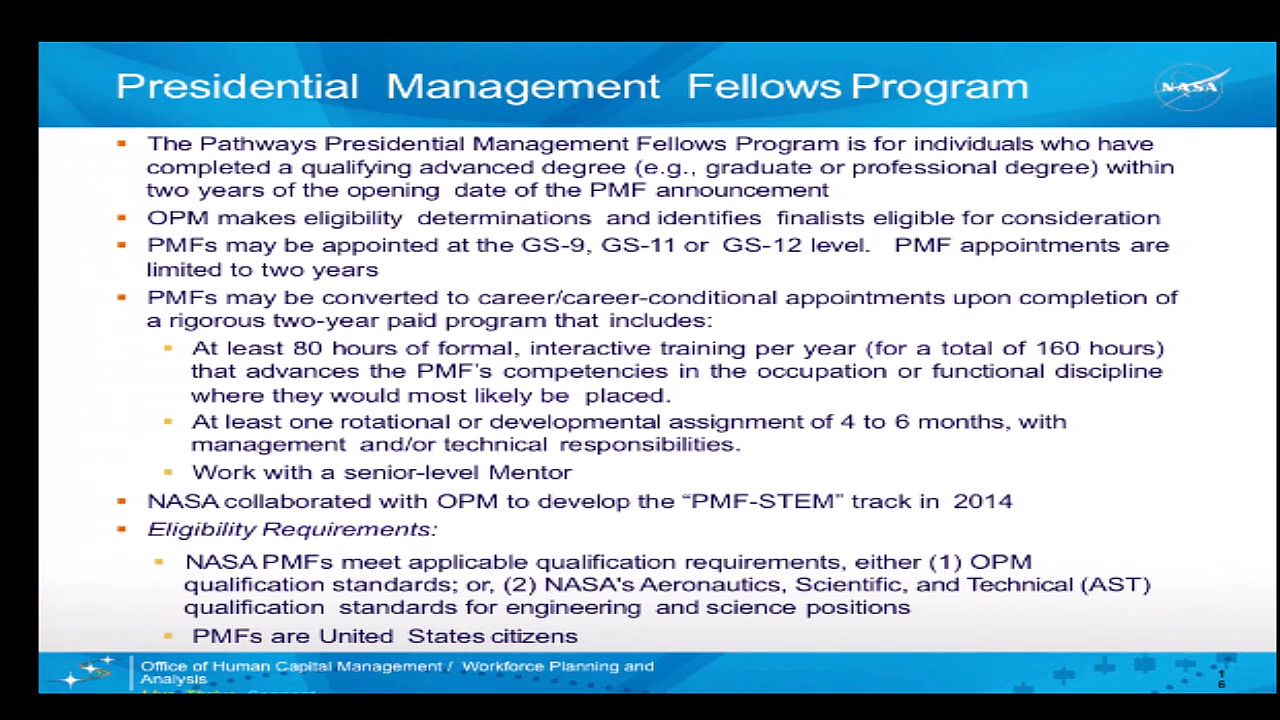 Presidential Management Fellows Program
NASA
The Pathways Presidential Management Fellows Program is for individuals who have
completed a qualifying advanced degree (e.g., graduate or professional degree) within
two years of the opening date of the PMF announcement
OPM makes eligibility determinations and identifies finalists eligible for consideration
PMFs may be appointed at the GS-9, GS-11 or GS-12 level. PMF appointments are
limited to two years
PMFs may be converted to career/career-conditional appointments upon completion of
a rigorous two-year paid program that includes:
At least 80 hours of formal, interactive training per year (for a total of 160 hours)
that advances the PMF's competencies in the occupation or functional discipline
where they would most likely be placed.
At least one rotational or developmental assignment of 4 to 6 months, with
management and/or technical responsibilities.
Work with a senior-level Mentor
NASA collaborated with OPM to develop the “PMF-STEM” track in 2014
Eligibility Requirements:
NASA PMFs meet applicable qualification requirements, either (1) OPM
qualification standards; or, (2) NASA's Aeronautics, Scientific, and Technical (AST)
qualification standards for engineering and science positions
PMFs are United States citizens
Office of Human Capital Management / Workforce Planning and
Analysis
1
6